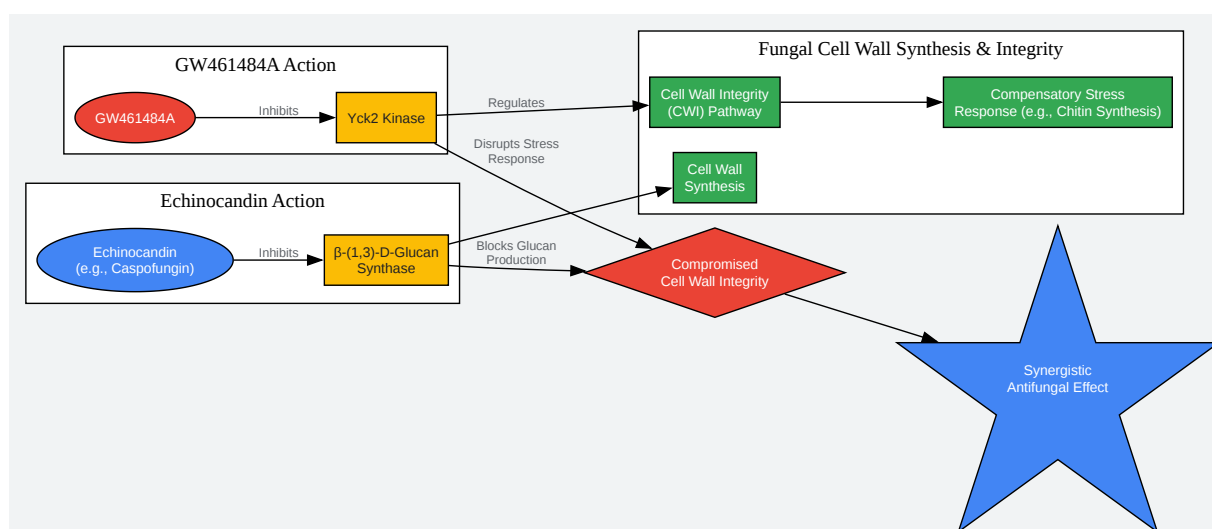 GW461484A Action
GW461484A
Inhibits
Yck2 Kinase
Echinocandin Action
Echinocandin
(e.g., Caspofungin)
Inhibits
β-(1,3)-D-Glucan
Synthase
Regulates
Disrupts Stress
Response
Blocks Glucan
Production
Fungal Cell Wall Synthesis & Integrity
Cell Wall Integrity
(CWI) Pathway
Compensatory Stress
Response (e.g., Chitin Synthesis)
Cell Wall
Synthesis
Compromised
Cell Wall Integrity
Synergistic
Antifungal Effect